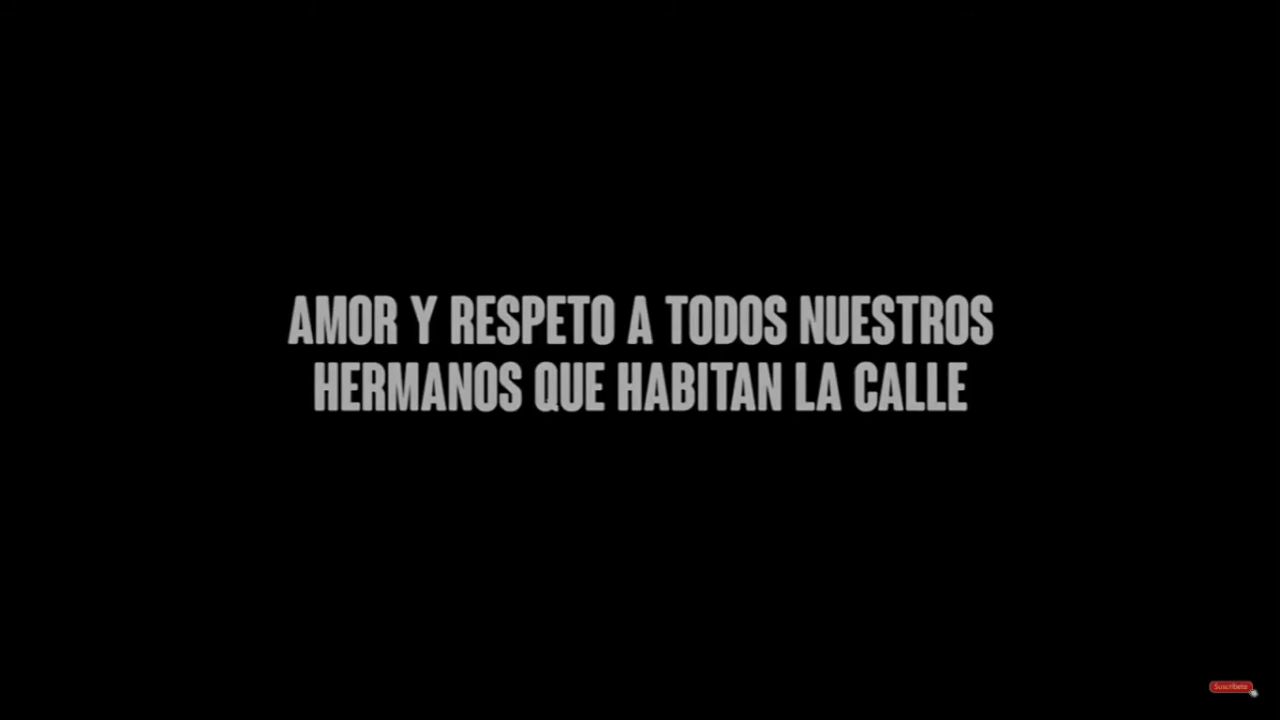 AMOR Y RESPETO A TODOS NUESTROS
HERMANOS QUE HABITAN LA CALLE
Suscríbete